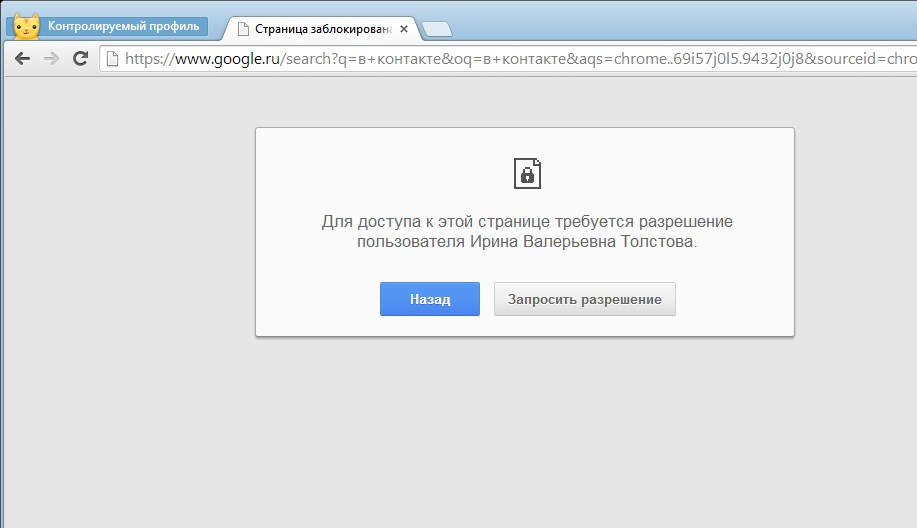 Контролируемый профиль
Страница заблокирована
https://www.google.ru/search?q=в+контакте&oq=в+контакте&aqs=chrome..69i57j0l5.9432j0j8&sourceid=chro
Для доступа к этой странице требуется разрешение
пользователя Ирина Валерьевна Толстова.
Назад
Запросить разрешение